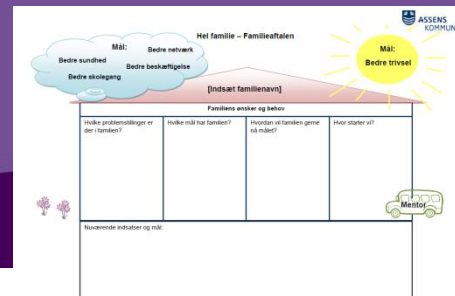 ASSENS
KOMMUNE
Hel familie – Familieaftalen
Mål:
Bedre netværk
Bedre sundhed
Bedre beskæftigelse
Bedre skolegang
Mål:
Bedre trivsel
[Indsæt familienavn]
Familiens ønsker og behov
Hvilke problemstillinger er
der i familien?
Hvilke mål har familien?
Hvordan vil familien gerne
nå målet?
Hvor starter vi?
Mentor
Nuværende indsatser og mål: